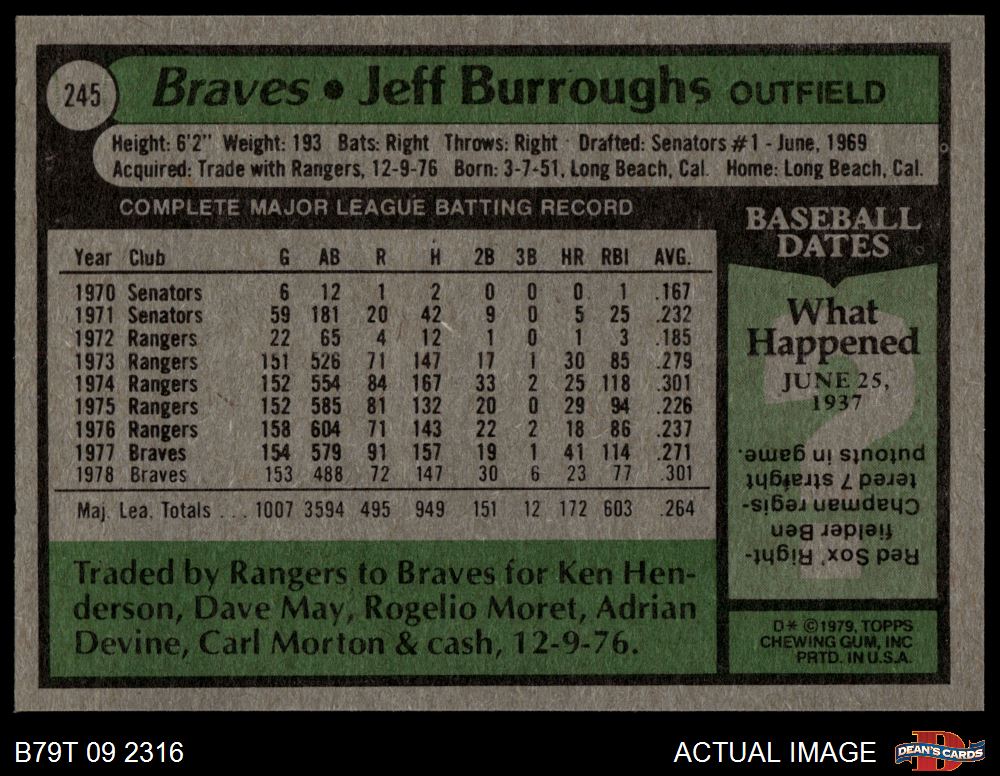 245
Braves • Jeff Burroughs OUTFIELD
Height: 6'2" Weight: 193 Bats: Right Throws: Right · Drafted: Senators #1 - June, 1969
Acquired: Trade with Rangers, 12-9-76 Born: 3-7-51, Long Beach, Cal. Home: Long Beach, Cal.
COMPLETE MAJOR LEAGUE BATTING RECORD
Year Club G AB R H 2B 3B HR RBI AVG.
1970 Senators 6 12 1 2 0 0 0 1 .167
1971 Senators 59 181 20 42 9 0 5 25 .232
1972 Rangers 22 65 4 12 1 0 1 3 .185
1973 Rangers 151 526 71 147 17 1 30 85 .279
1974 Rangers 152 554 84 167 33 2 25 118 .301
1975 Rangers 152 585 81 132 20 0 29 94 .226
1976 Rangers 158 604 71 143 22 2 18 86 .237
1977 Braves 154 579 91 157 19 1 41 114 .271
1978 Braves 153 488 72 147 30 6 23 77 .301
Maj. Lea. Totals ... 1007 3594 495 949 151 12 172 603 .264
Traded by Rangers to Braves for Ken Hen-
derson, Dave May, Rogelio Moret, Adrian
Devine, Carl Morton & cash, 12-9-76.
BASEBALL
DATES
What
Happened
JUNE 25,
1937
?
Red Sox' Right-
fielder Ben
Chapman regis-
tered 7 straight
putouts in game.
D* ©1979, TOPPS
CHEWING GUM, INC
PRTD. IN U.S.A.
B79T 09 2316
ACTUAL IMAGE
D
DEAN'S CARDS